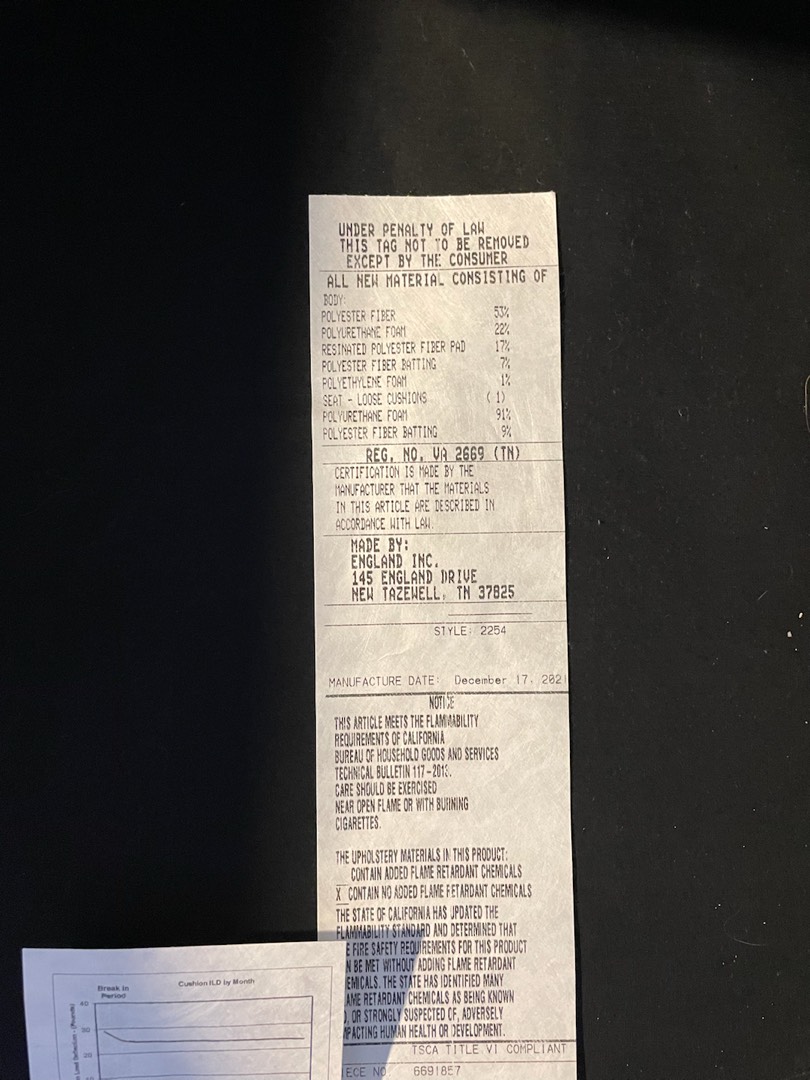 UNDER PENALTY OF LAW
THIS TAG NOT TO BE REMOVED
EXCEPT BY THE CONSUMER
ALL NEW MATERIAL CONSISTING OF
BODY:
POLYESTER FIBER 53%
POLYURETHANE FOAM 22%
RESINATED POLYESTER FIBER PAD 17%
POLYESTER FIBER BATTING 7%
POLYETHYLENE FOAM 1%
SEAT - LOOSE CUSHIONS ( 1)
POLYURETHANE FOAM 91%
POLYESTER FIBER BATTING 9%
REG. NO. VA 2669 (TN)
CERTIFICATION IS MADE BY THE
MANUFACTURER THAT THE MATERIALS
IN THIS ARTICLE ARE DESCRIBED IN
ACCORDANCE WITH LAW.
MADE BY:
ENGLAND INC.
145 ENGLAND DRIVE
NEW TAZEWELL, TN 37825
STYLE: 2254
MANUFACTURE DATE: December 17, 2021
NOTICE
THIS ARTICLE MEETS THE FLAMMABILITY
REQUIREMENTS OF CALIFORNIA
BUREAU OF HOUSEHOLD GOODS AND SERVICES
TECHNICAL BULLETIN 117-2013.
CARE SHOULD BE EXERCISED
NEAR OPEN FLAME OR WITH BURNING
CIGARETTES.
THE UPHOLSTERY MATERIALS IN THIS PRODUCT:
CONTAIN ADDED FLAME RETARDANT CHEMICALS
X CONTAIN NO ADDED FLAME RETARDANT CHEMICALS
THE STATE OF CALIFORNIA HAS UPDATED THE
FLAMMABILITY STANDARD AND DETERMINED THAT
E FIRE SAFETY REQUIREMENTS FOR THIS PRODUCT
N BE MET WITHOUT ADDING FLAME RETARDANT
EMICALS. THE STATE HAS IDENTIFIED MANY
AME RETARDANT CHEMICALS AS BEING KNOWN
), OR STRONGLY SUSPECTED OF, ADVERSELY
MPACTING HUMAN HEALTH OR DEVELOPMENT.
TSCA TITLE VI COMPLIANT
IECE NO. 66918E7
Cushion ILD by Month
Break In
Period
40
30
20